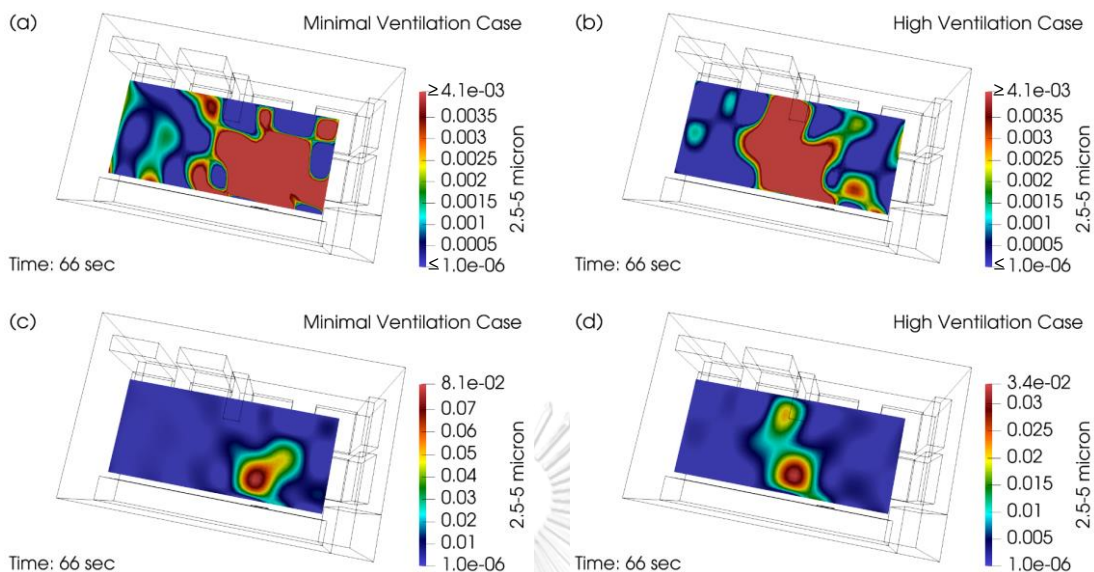 (a) Minimal Ventilation Case
≥ 4.1e-03
0.0035
0.003
0.0025
0.002
0.0015
0.001
0.0005
≤ 1.0e-06
2.5-5 micron
Time: 66 sec
(b) High Ventilation Case
≥ 4.1e-03
0.0035
0.003
0.0025
0.002
0.0015
0.001
0.0005
≤ 1.0e-06
2.5-5 micron
Time: 66 sec
(c) Minimal Ventilation Case
8.1e-02
0.07
0.06
0.05
0.04
0.03
0.02
0.01
1.0e-06
2.5-5 micron
Time: 66 sec
(d) High Ventilation Case
3.4e-02
0.03
0.025
0.02
0.015
0.01
0.005
1.0e-06
2.5-5 micron
Time: 66 sec